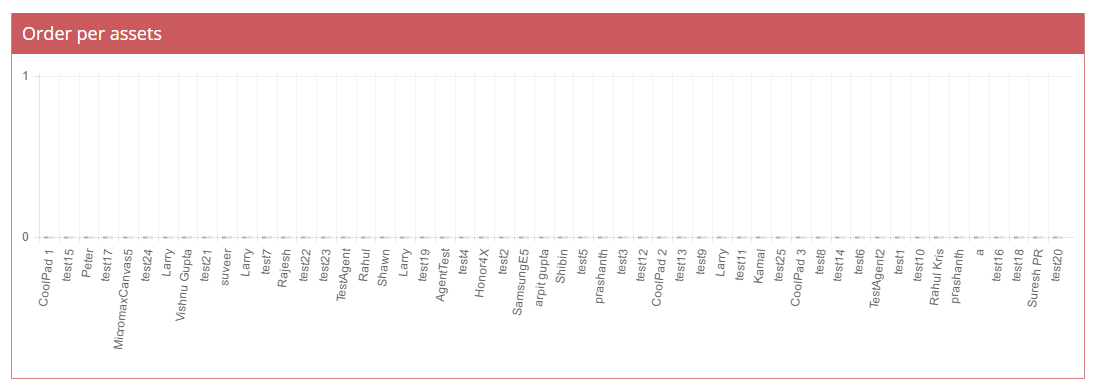 Order per assets
1
0
CoolPad 1
test15
Peter
test17
MicromaxCanvas5
test24
Larry
Vishnu Gupta
test21
suveer
Larry
test7
Rajesh
test22
test23
TestAgent
Rahul
Shawn
Larry
test19
AgentTest
test4
Honor4X
test2
SamsungE5
arpit gupta
Shibin
test5
prashanth
test3
test12
CoolPad 2
test13
test9
Larry
test11
Kamal
test25
CoolPad 3
test8
test14
test6
TestAgent2
test1
test10
Rahul Kris
prashanth
a
test16
test18
Suresh PR
test20